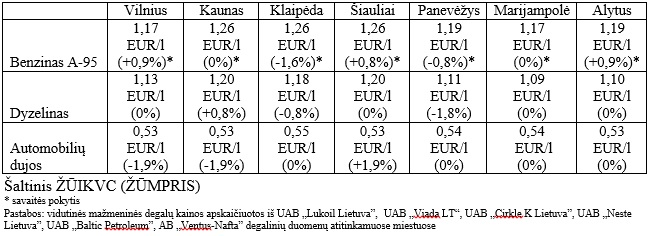 Vilnius Kaunas Klaipėda Šiauliai Panevėžys Marijampolė Alytus
1,17 1,26 1,26 1,26 1,19 1,17 1,19
EUR/l EUR/l EUR/l EUR/l EUR/l EUR/l EUR/l
Benzinas A-95 (+0,9%)* (0%)* (-1,6%)* (+0,8%)* (-0,8%)* (0%)* (+0,9%)*
1,13 1,20 1,18 1,20 1,11 1,09 1,10
EUR/l EUR/l EUR/l EUR/l EUR/l EUR/l EUR/l
Dyzelinas (0%) (+0,8%) (-0,8%) (0%) (-1,8%) (0%) (0%)
0,53 0,53 0,55 0,53 0,54 0,54 0,53
Automobilių EUR/l EUR/l EUR/l EUR/l EUR/l EUR/l EUR/l
dujos (-1,9%) (-1,9%) (0%) (+1,9%) (0%) (0%) (0%)
Šaltinis ŽŪIKVC (ŽŪMPRIS)
* savaitės pokytis
Pastabos: vidutinės mažmeninės degalų kainos apskaičiuotos iš UAB „Lukoil Lietuva”, UAB „Viada LT“, UAB „Cirkle K Lietuva”, UAB „Neste
Lietuva”, UAB „Baltic Petroleum”, AB „Ventus-Nafta” degalinių duomenų atitinkamuose miestuose